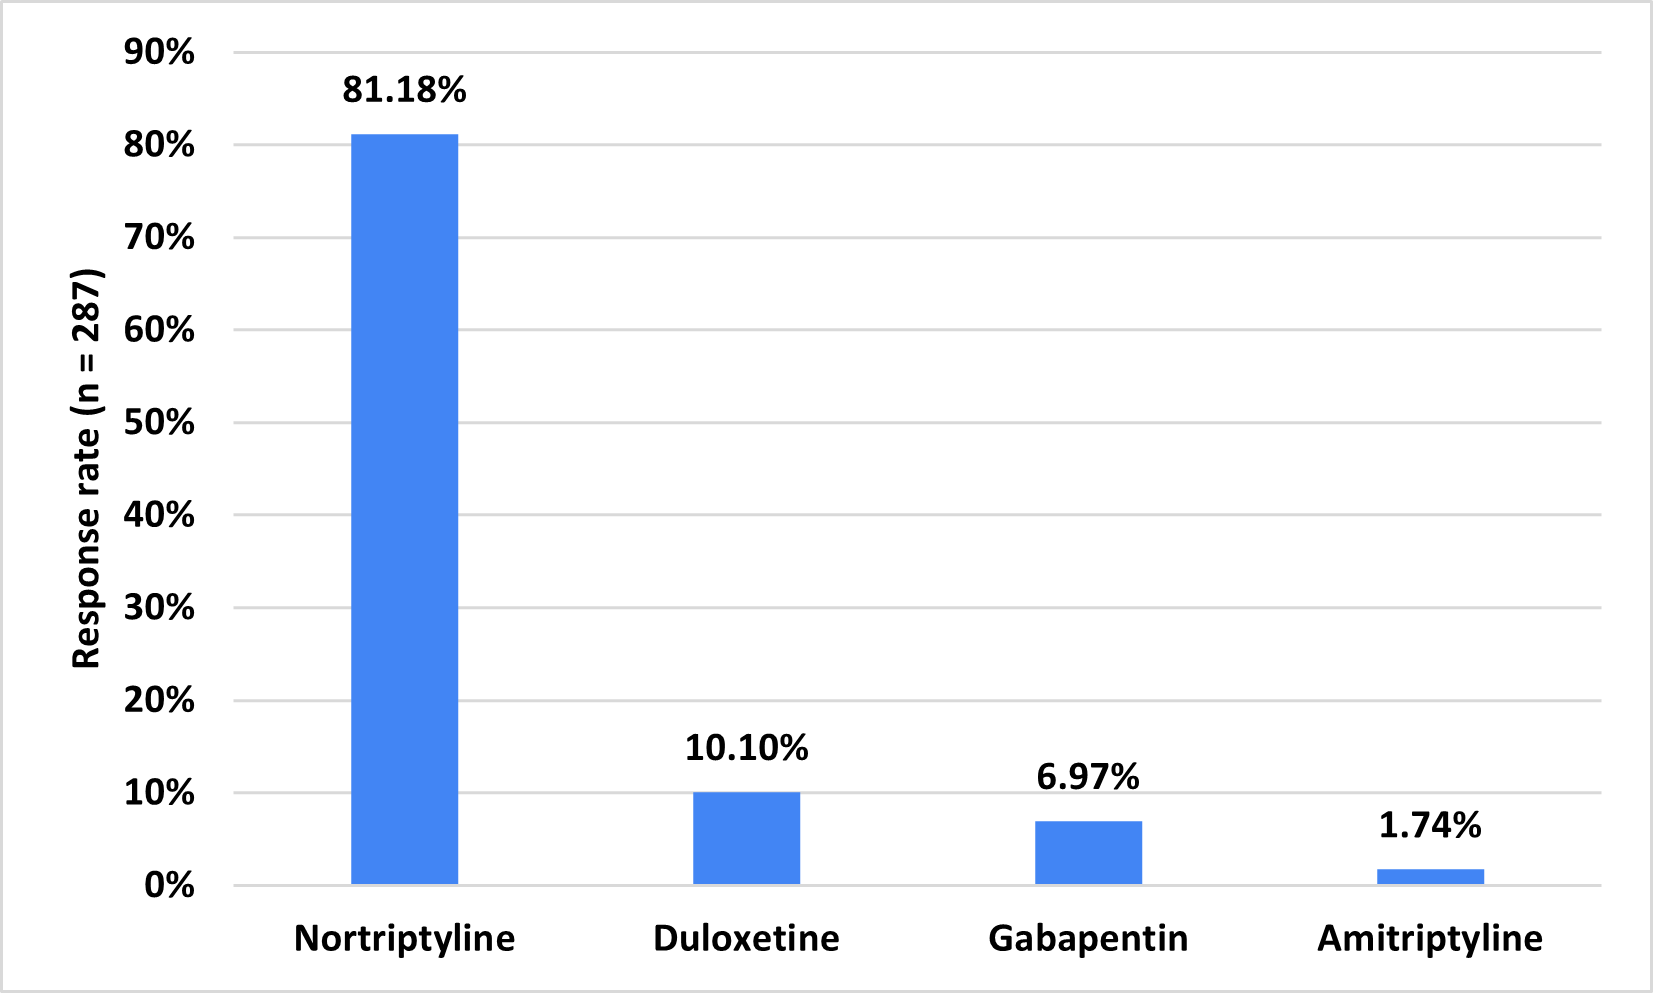 Response rate (n = 287)
90%
80%
70%
60%
50%
40%
30%
20%
10%
0%
81.18%
10.10%
6.97%
1.74%
Nortriptyline
Duloxetine
Gabapentin
Amitriptyline